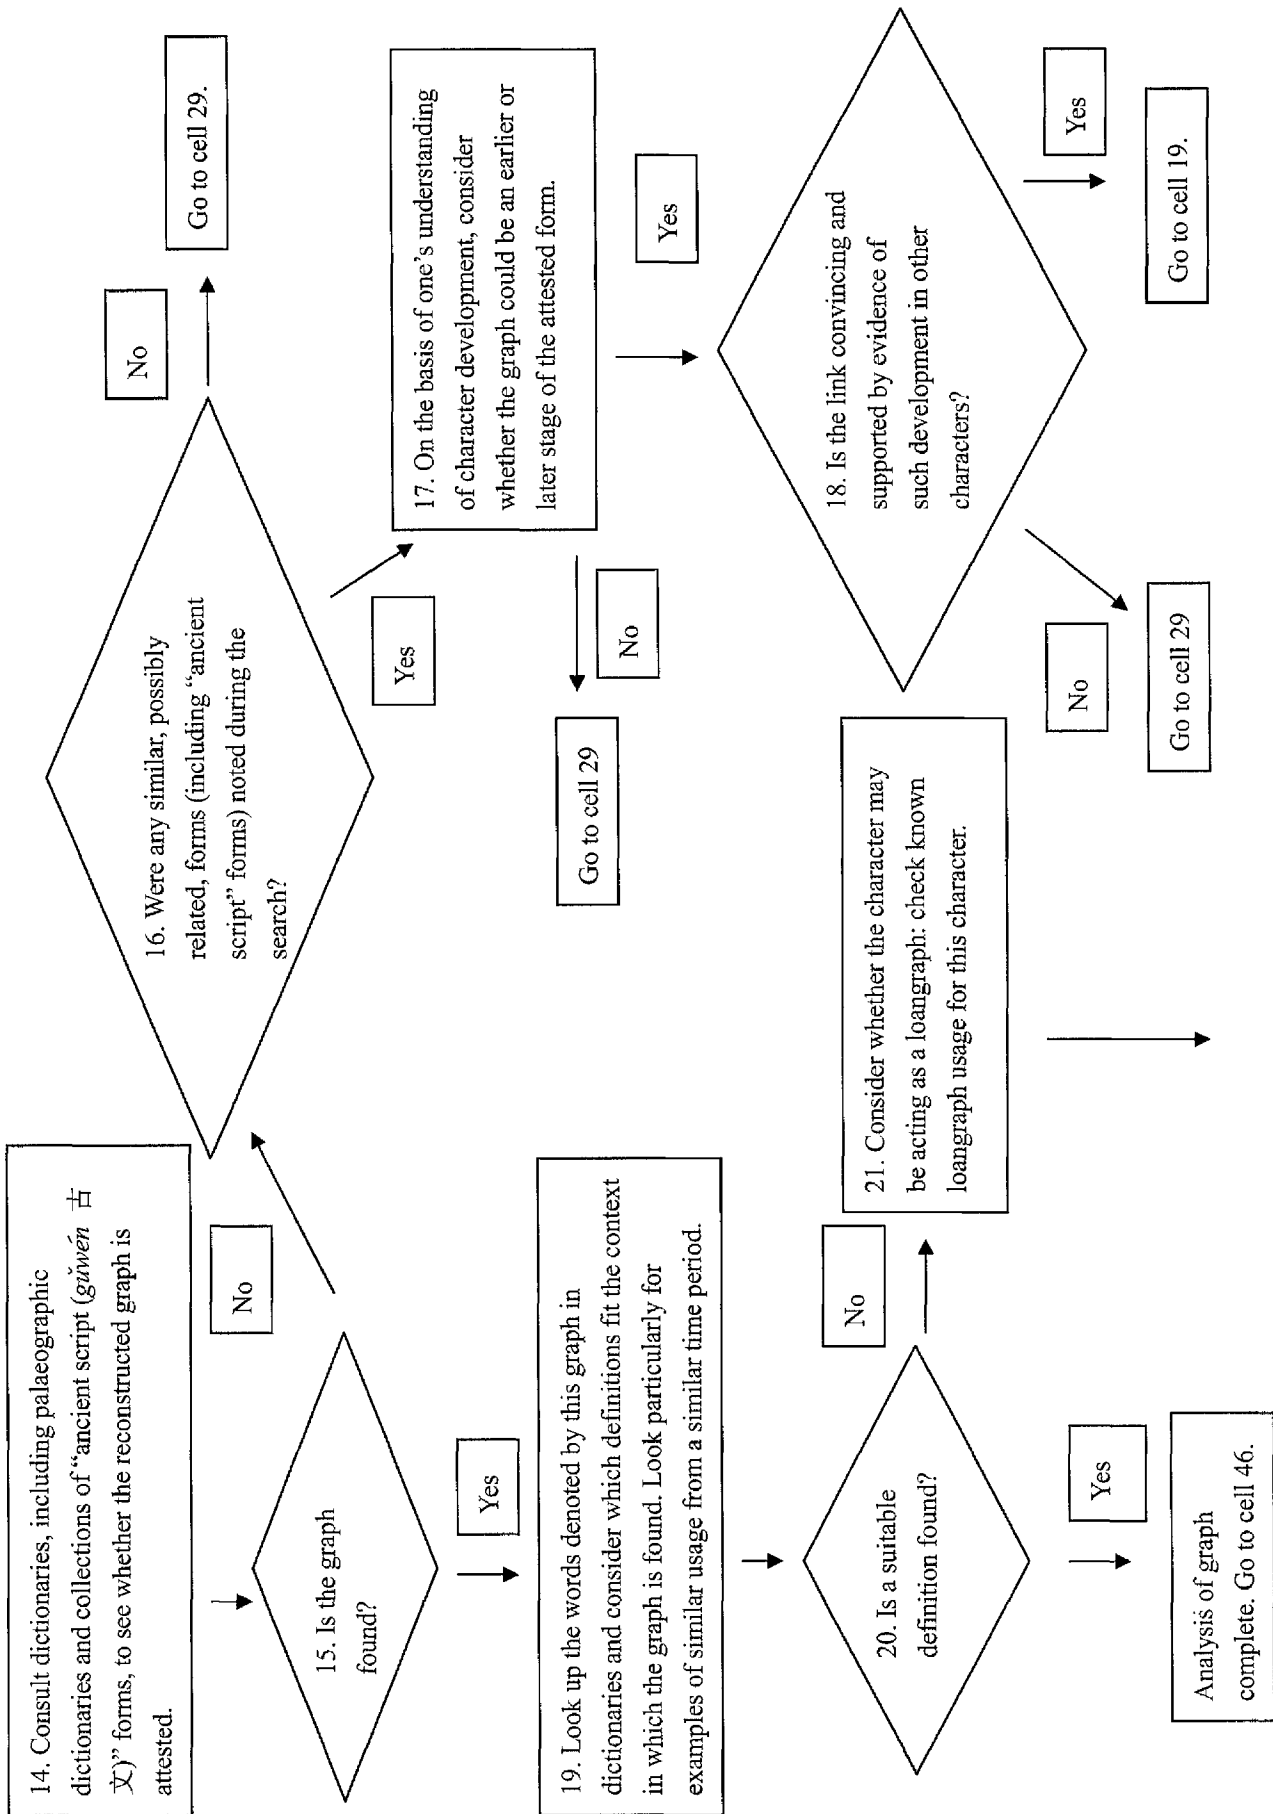 14. Consult dictionaries, including palaeographic
dictionaries and collections of “ancient script (gǔwén 古
文)” forms, to see whether the reconstructed graph is
attested.
No
15. Is the graph
found?
Yes
16. Were any similar, possibly
related, forms (including “ancient
script” forms) noted during the
search?
No
Go to cell 29.
Yes
17. On the basis of one’s understanding
of character development, consider
whether the graph could be an earlier or
later stage of the attested form.
No
Go to cell 29
Yes
18. Is the link convincing and
supported by evidence of
such development in other
characters?
No
Go to cell 29
Yes
Go to cell 19.
19. Look up the words denoted by this graph in
dictionaries and consider which definitions fit the context
in which the graph is found. Look particularly for
examples of similar usage from a similar time period.
20. Is a suitable
definition found?
No
21. Consider whether the character may
be acting as a loangraph: check known
loangraph usage for this character.
Yes
Analysis of graph
complete. Go to cell 46.